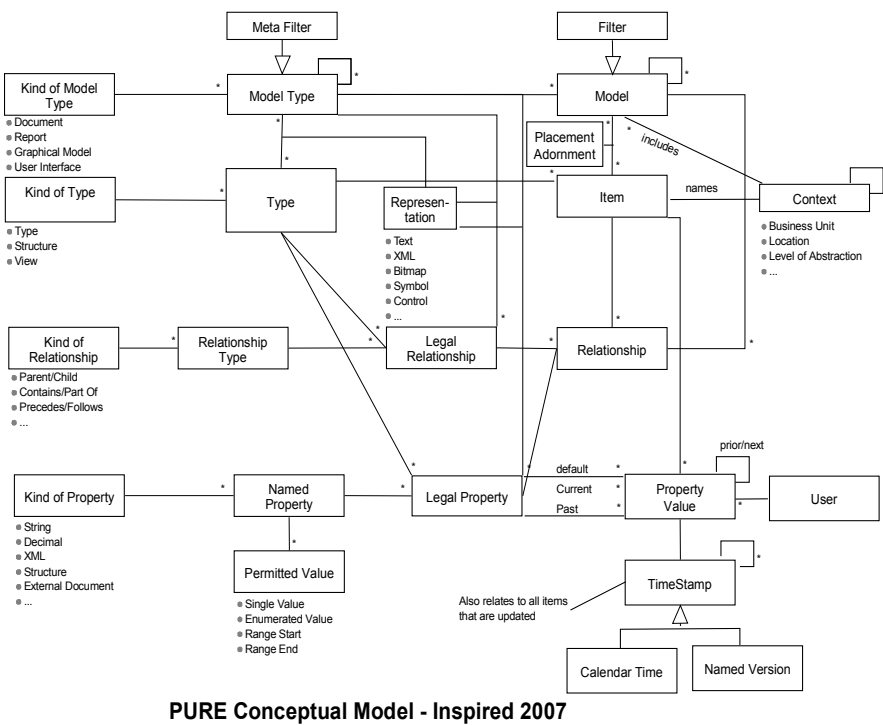 Meta Filter
Filter
Kind of Model
Type
Model Type
*
*
*
*
Model
*
*
• Document
• Report
• Graphical Model
• User Interface
*
*
*
*
includes
Placement
Adornment
*
*
*
Kind of Type
*
Type
Represen-
tation
Item
names
Context
*
• Type
• Structure
• View
• Text
• XML
• Bitmap
• Symbol
• Control
• ...
• Business Unit
• Location
• Level of Abstraction
• ...
Kind of
Relationship
*
Relationship
Type
*
*
*
Legal
Relationship
*
*
Relationship
*
• Parent/Child
• Contains/Part Of
• Precedes/Follows
• ...
prior/next
Kind of Property
*
Named
Property
*
*
*
Legal Property
default
*
Current
*
Past
*
*
Property
Value
*
User
• String
• Decimal
• XML
• Structure
• External Document
• ...
*
Permitted Value
• Single Value
• Enumerated Value
• Range Start
• Range End
Also relates to all items
that are updated
TimeStamp
*
Calendar Time
Named Version
PURE Conceptual Model - Inspired 2007